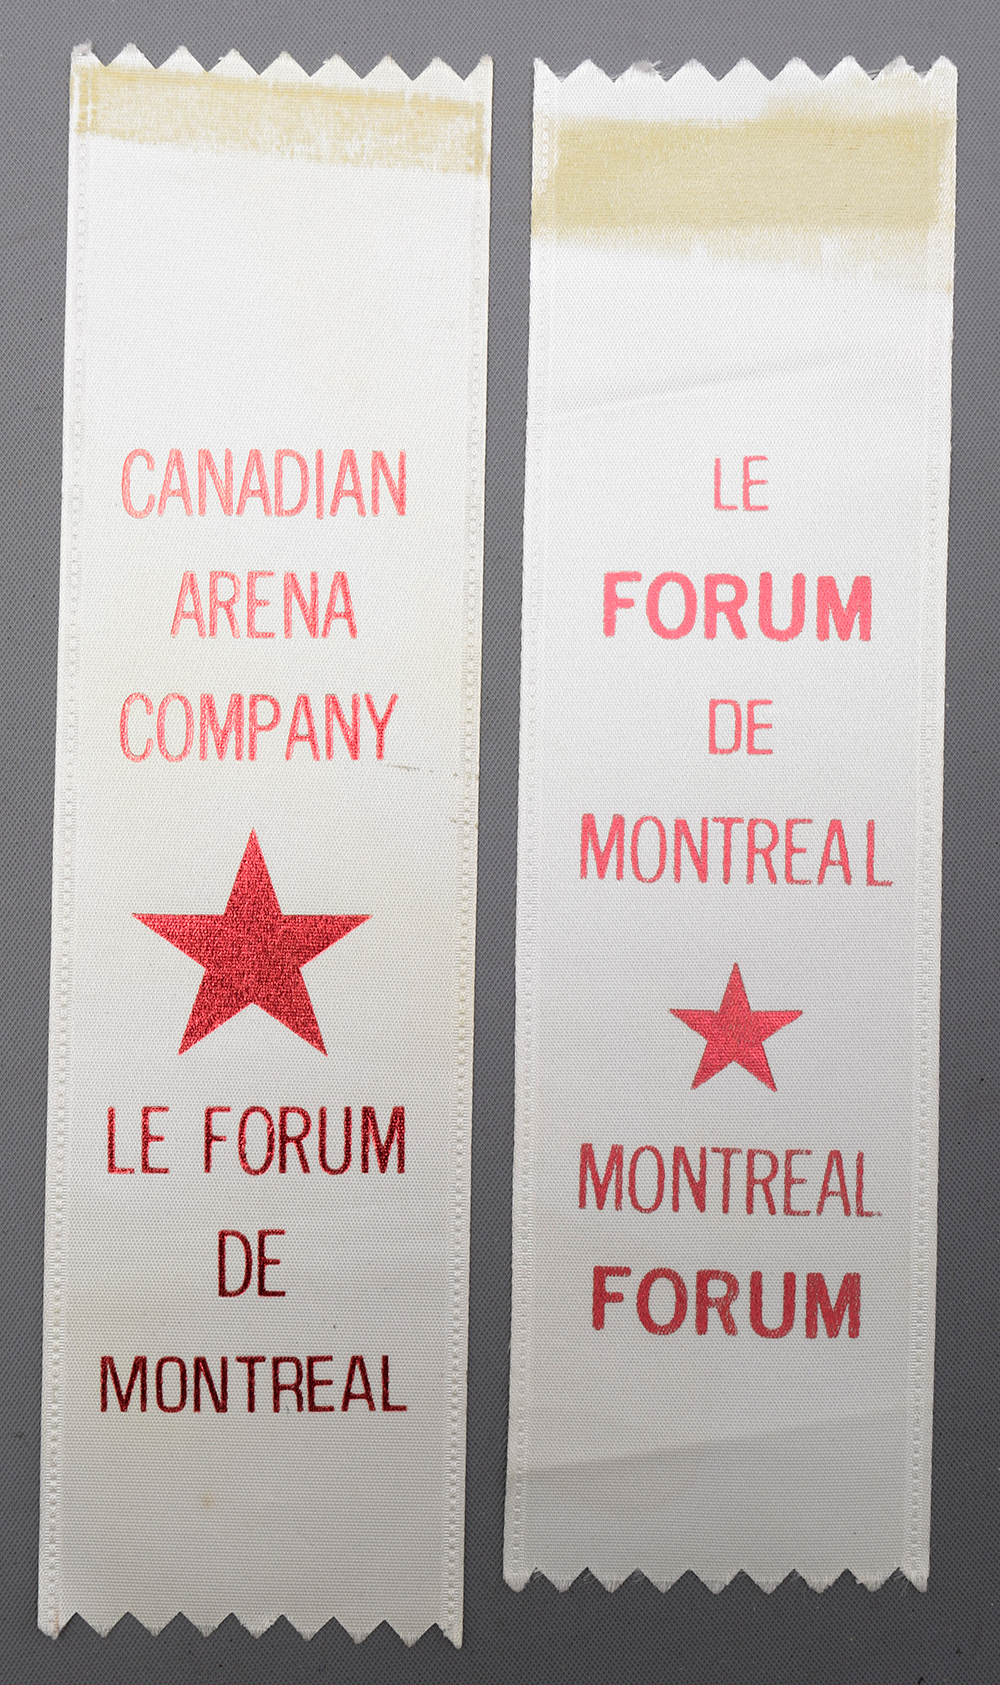 CANADIAN
ARENA
COMPANY
LE FORUM
DE
MONTREAL
LE
FORUM
DE
MONTREAL
MONTREAL
FORUM